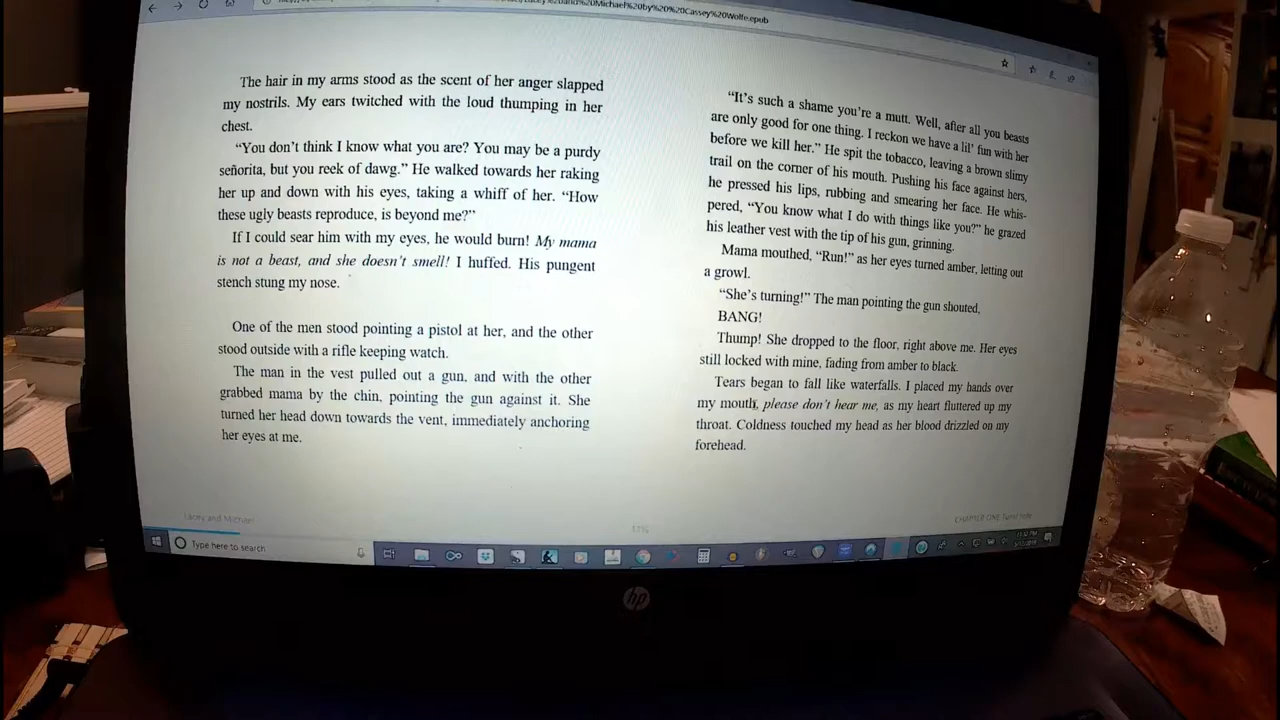 Michael%20by%20%20Cassey%20Wolfe.epub
The hair in my arms stood as the scent of her anger slapped
my nostrils. My ears twitched with the loud thumping in her
chest.
“You don’t think I know what you are? You may be a purdy
señorita, but you reek of dawg.” He walked towards her raking
her up and down with his eyes, taking a whiff of her. “How
these ugly beasts reproduce, is beyond me?”
If I could sear him with my eyes, he would burn! My mama
is not a beast, and she doesn’t smell! I huffed. His pungent
stench stung my nose.
One of the men stood pointing a pistol at her, and the other
stood outside with a rifle keeping watch.
The man in the vest pulled out a gun, and with the other
grabbed mama by the chin, pointing the gun against it. She
turned her head down towards the vent, immediately anchoring
her eyes at me.
“It’s such a shame you’re a mutt. Well, after all you beasts
are only good for one thing. I reckon we have a lil’ fun with her
before we kill her.” He spit the tobacco, leaving a brown slimy
trail on the corner of his mouth. Pushing his face against hers,
he pressed his lips, rubbing and smearing her face. He whis-
pered, “You know what I do with things like you?” he grazed
his leather vest with the tip of his gun, grinning.
Mama mouthed, “Run!” as her eyes turned amber, letting out
a growl.
“She’s turning!” The man pointing the gun shouted,
BANG!
Thump! She dropped to the floor, right above me. Her eyes
still locked with mine, fading from amber to black.
Tears began to fall like waterfalls. I placed my hands over
my mouth, please don’t hear me, as my heart fluttered up my
throat. Coldness touched my head as her blood drizzled on my
forehead.
Lacey and Michael
CHAPTER ONE
Type here to search
hp